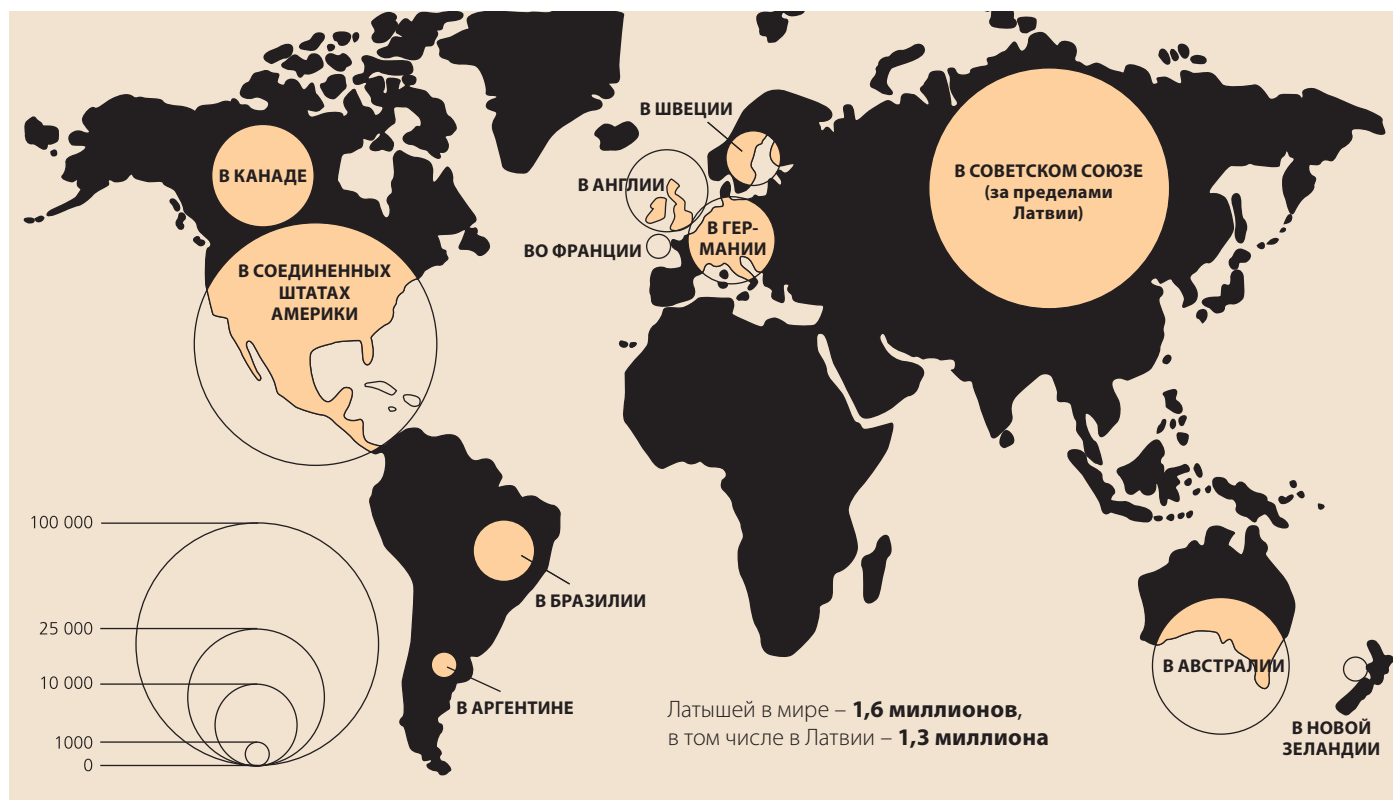 В ШВЕЦИИ
В КАНАДЕ
В АНГЛИИ
В СОВЕТСКОМ СОЮЗЕ
(за пределами
Латвии)
ВО ФРАНЦИИ
В ГЕР-
МАНИИ
В СОЕДИНЕННЫХ
ШТАТАХ
АМЕРИКИ
100 000
25 000
10 000
1000
0
В БРАЗИЛИИ
В АРГЕНТИНЕ
В АВСТРАЛИИ
В НОВОЙ
ЗЕЛАНДИИ
Латышей в мире – 1,6 миллионов,
в том числе в Латвии – 1,3 миллиона